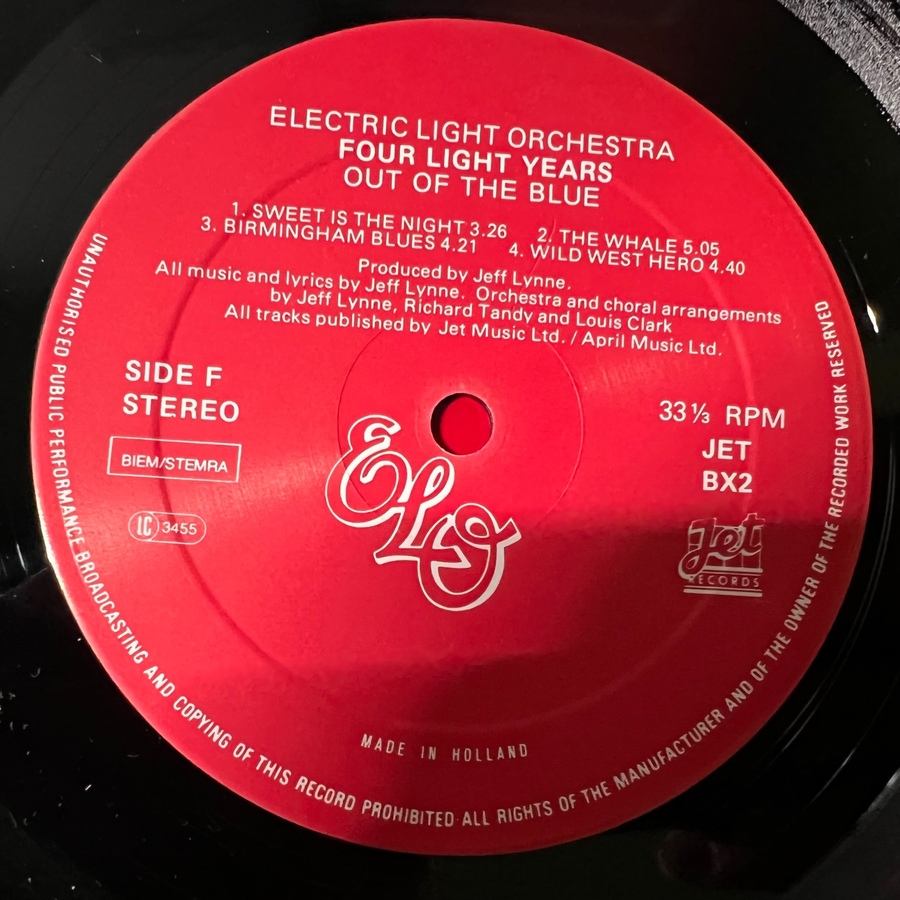 ELECTRIC LIGHT ORCHESTRA
FOUR LIGHT YEARS
OUT OF THE BLUE
1. SWEET IS THE NIGHT 3.26 2. THE WHALE 5.05
3. BIRMINGHAM BLUES 4.21 4. WILD WEST HERO 4.40
Produced by Jeff Lynne.
All music and lyrics by Jeff Lynne. Orchestra and choral arrangements
by Jeff Lynne, Richard Tandy and Louis Clark
All tracks published by Jet Music Ltd. / April Music Ltd.
SIDE F
STEREO
BIEM/STEMRA
LC 3455
33⅓ RPM
JET
BX2
Jet
RECORDS
ELO
MADE IN HOLLAND
UNAUTHORISED PUBLIC PERFORMANCE BROADCASTING AND COPYING OF THIS RECORD PROHIBITED·ALL RIGHTS OF THE MANUFACTURER AND OF THE OWNER OF THE RECORDED WORK RESERVED